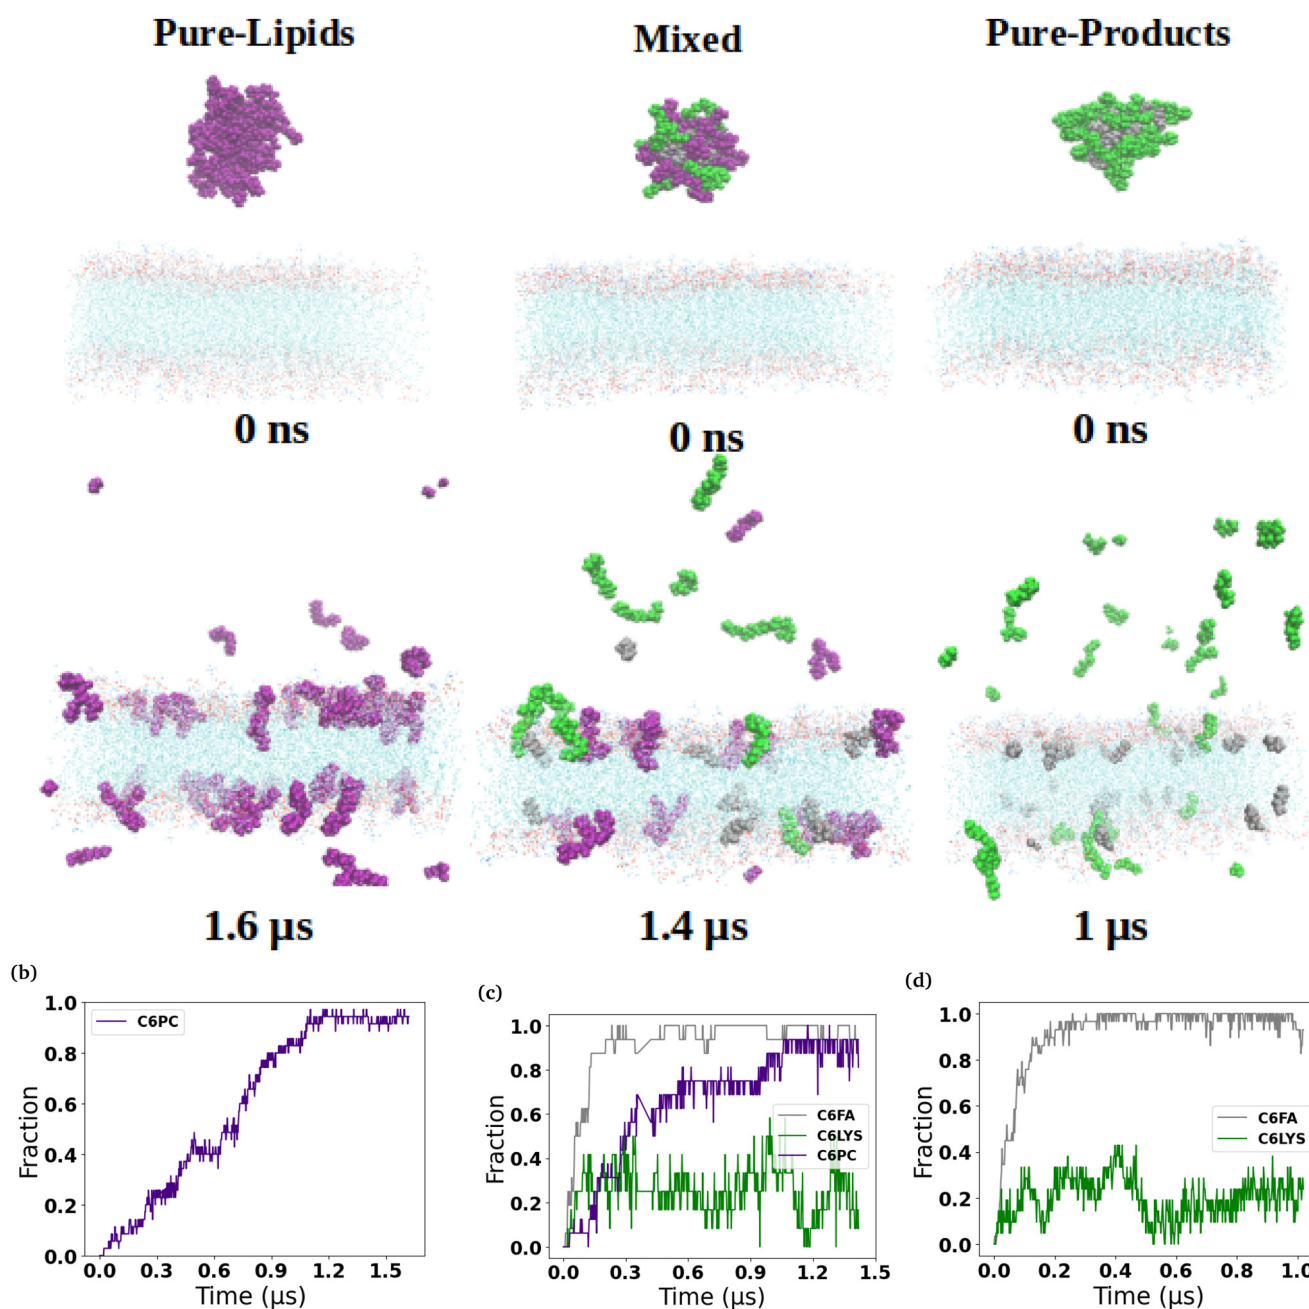 Pure-Lipids
Mixed
Pure-Products
0 ns
0 ns
0 ns
1.6 µs
1.4 µs
1 µs
(b)
1.0
0.8
0.6
0.4
0.2
0.0
Fraction
C6PC
0.0 0.3 0.6 0.9 1.2 1.5
Time (µs)
(c)
1.0
0.8
0.6
0.4
0.2
0.0
Fraction
C6FA
C6LYS
C6PC
0.0 0.3 0.6 0.9 1.2 1.5
Time (µs)
(d)
1.0
0.8
0.6
0.4
0.2
0.0
Fraction
C6FA
C6LYS
0.0 0.2 0.4 0.6 0.8 1.0
Time (µs)